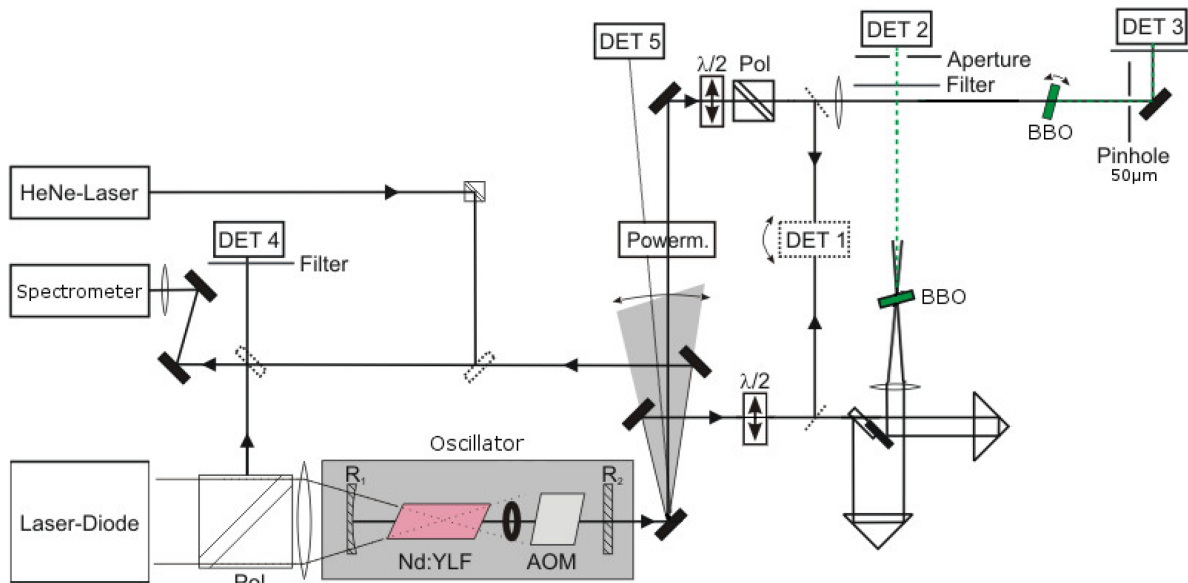 DET 5
λ/2
Pol
DET 2
Aperture
Filter
DET 3
BBO
Pinhole
50µm
HeNe-Laser
DET 4
Filter
Powerm.
DET 1
Spectrometer
BBO
λ/2
Oscillator
R1
R2
Laser-Diode
Nd:YLF
AOM
Pol